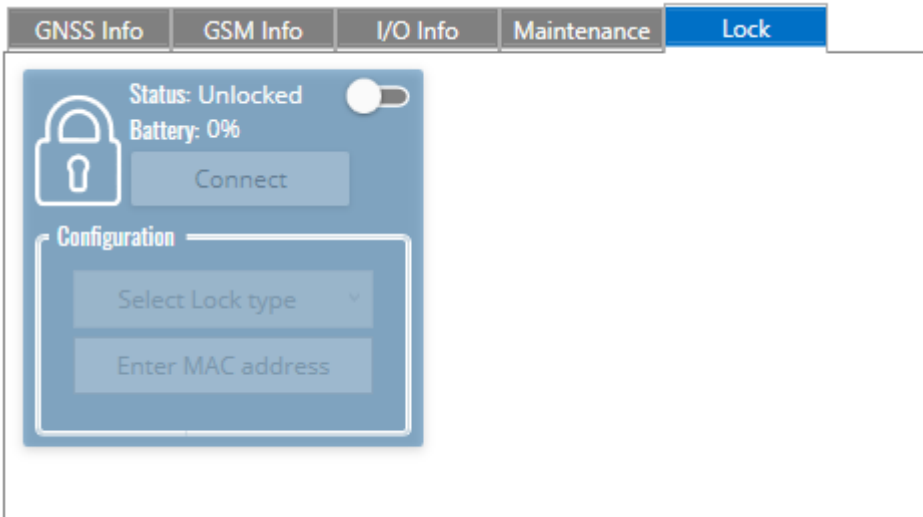 GNSS Info
GSM Info
I/O Info
Maintenance
Lock
Status: Unlocked
Battery: 0%
Connect
Configuration
Select Lock type
Enter MAC address